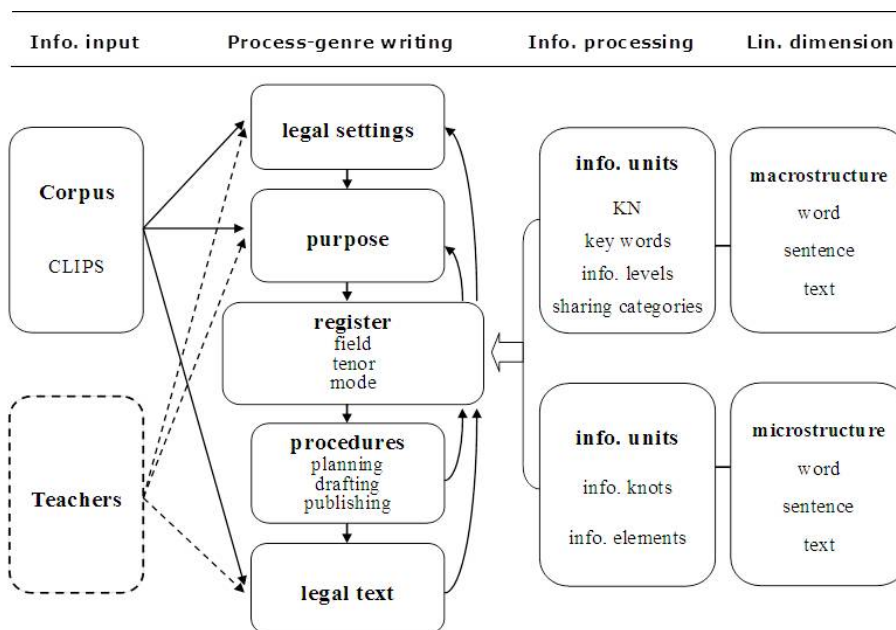 Info. input
Process-genre writing
Info. processing
Lin. dimension
Corpus
CLIPS
Teachers
legal settings
purpose
register
field
tenor
mode
procedures
planning
drafting
publishing
legal text
info. units
KN
key words
info. levels
sharing categories
info. units
info. knots
info. elements
macrostructure
word
sentence
text
microstructure
word
sentence
text